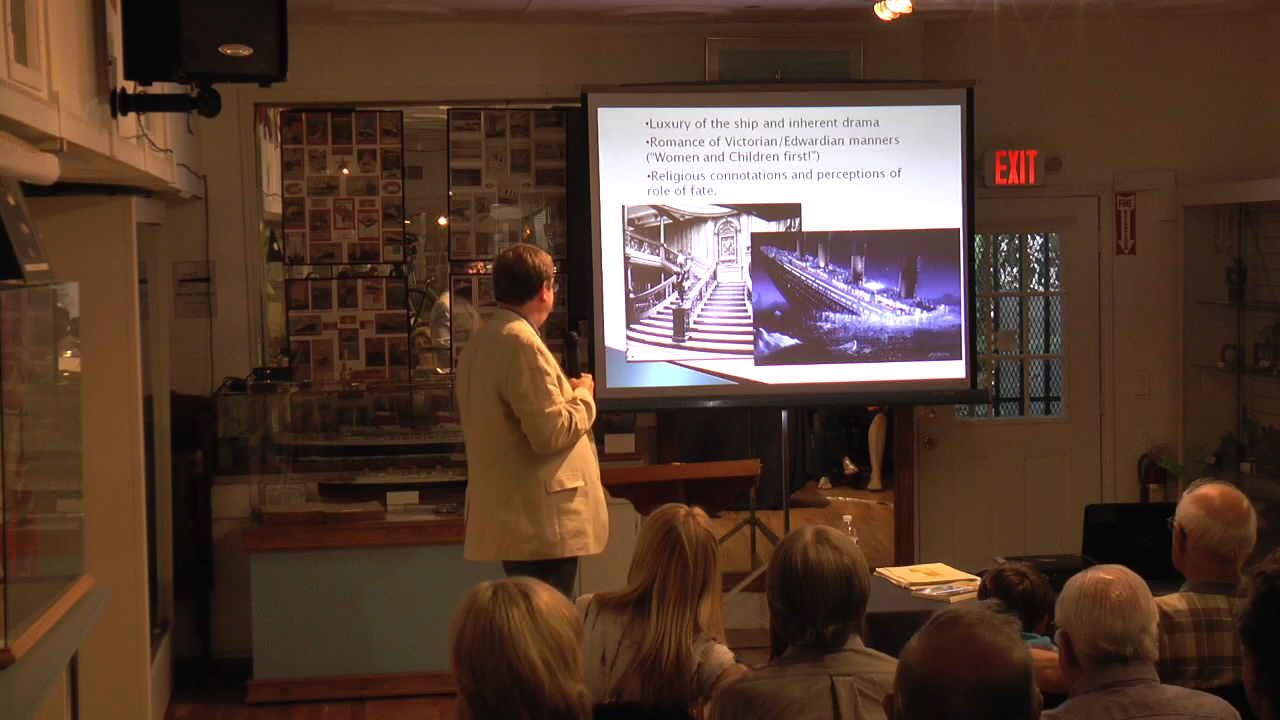 •Luxury of the ship and inherent drama
•Romance of Victorian/Edwardian manners
("Women and Children first!")
•Religious connotations and perceptions of
role of fate.
EXIT
FIRE